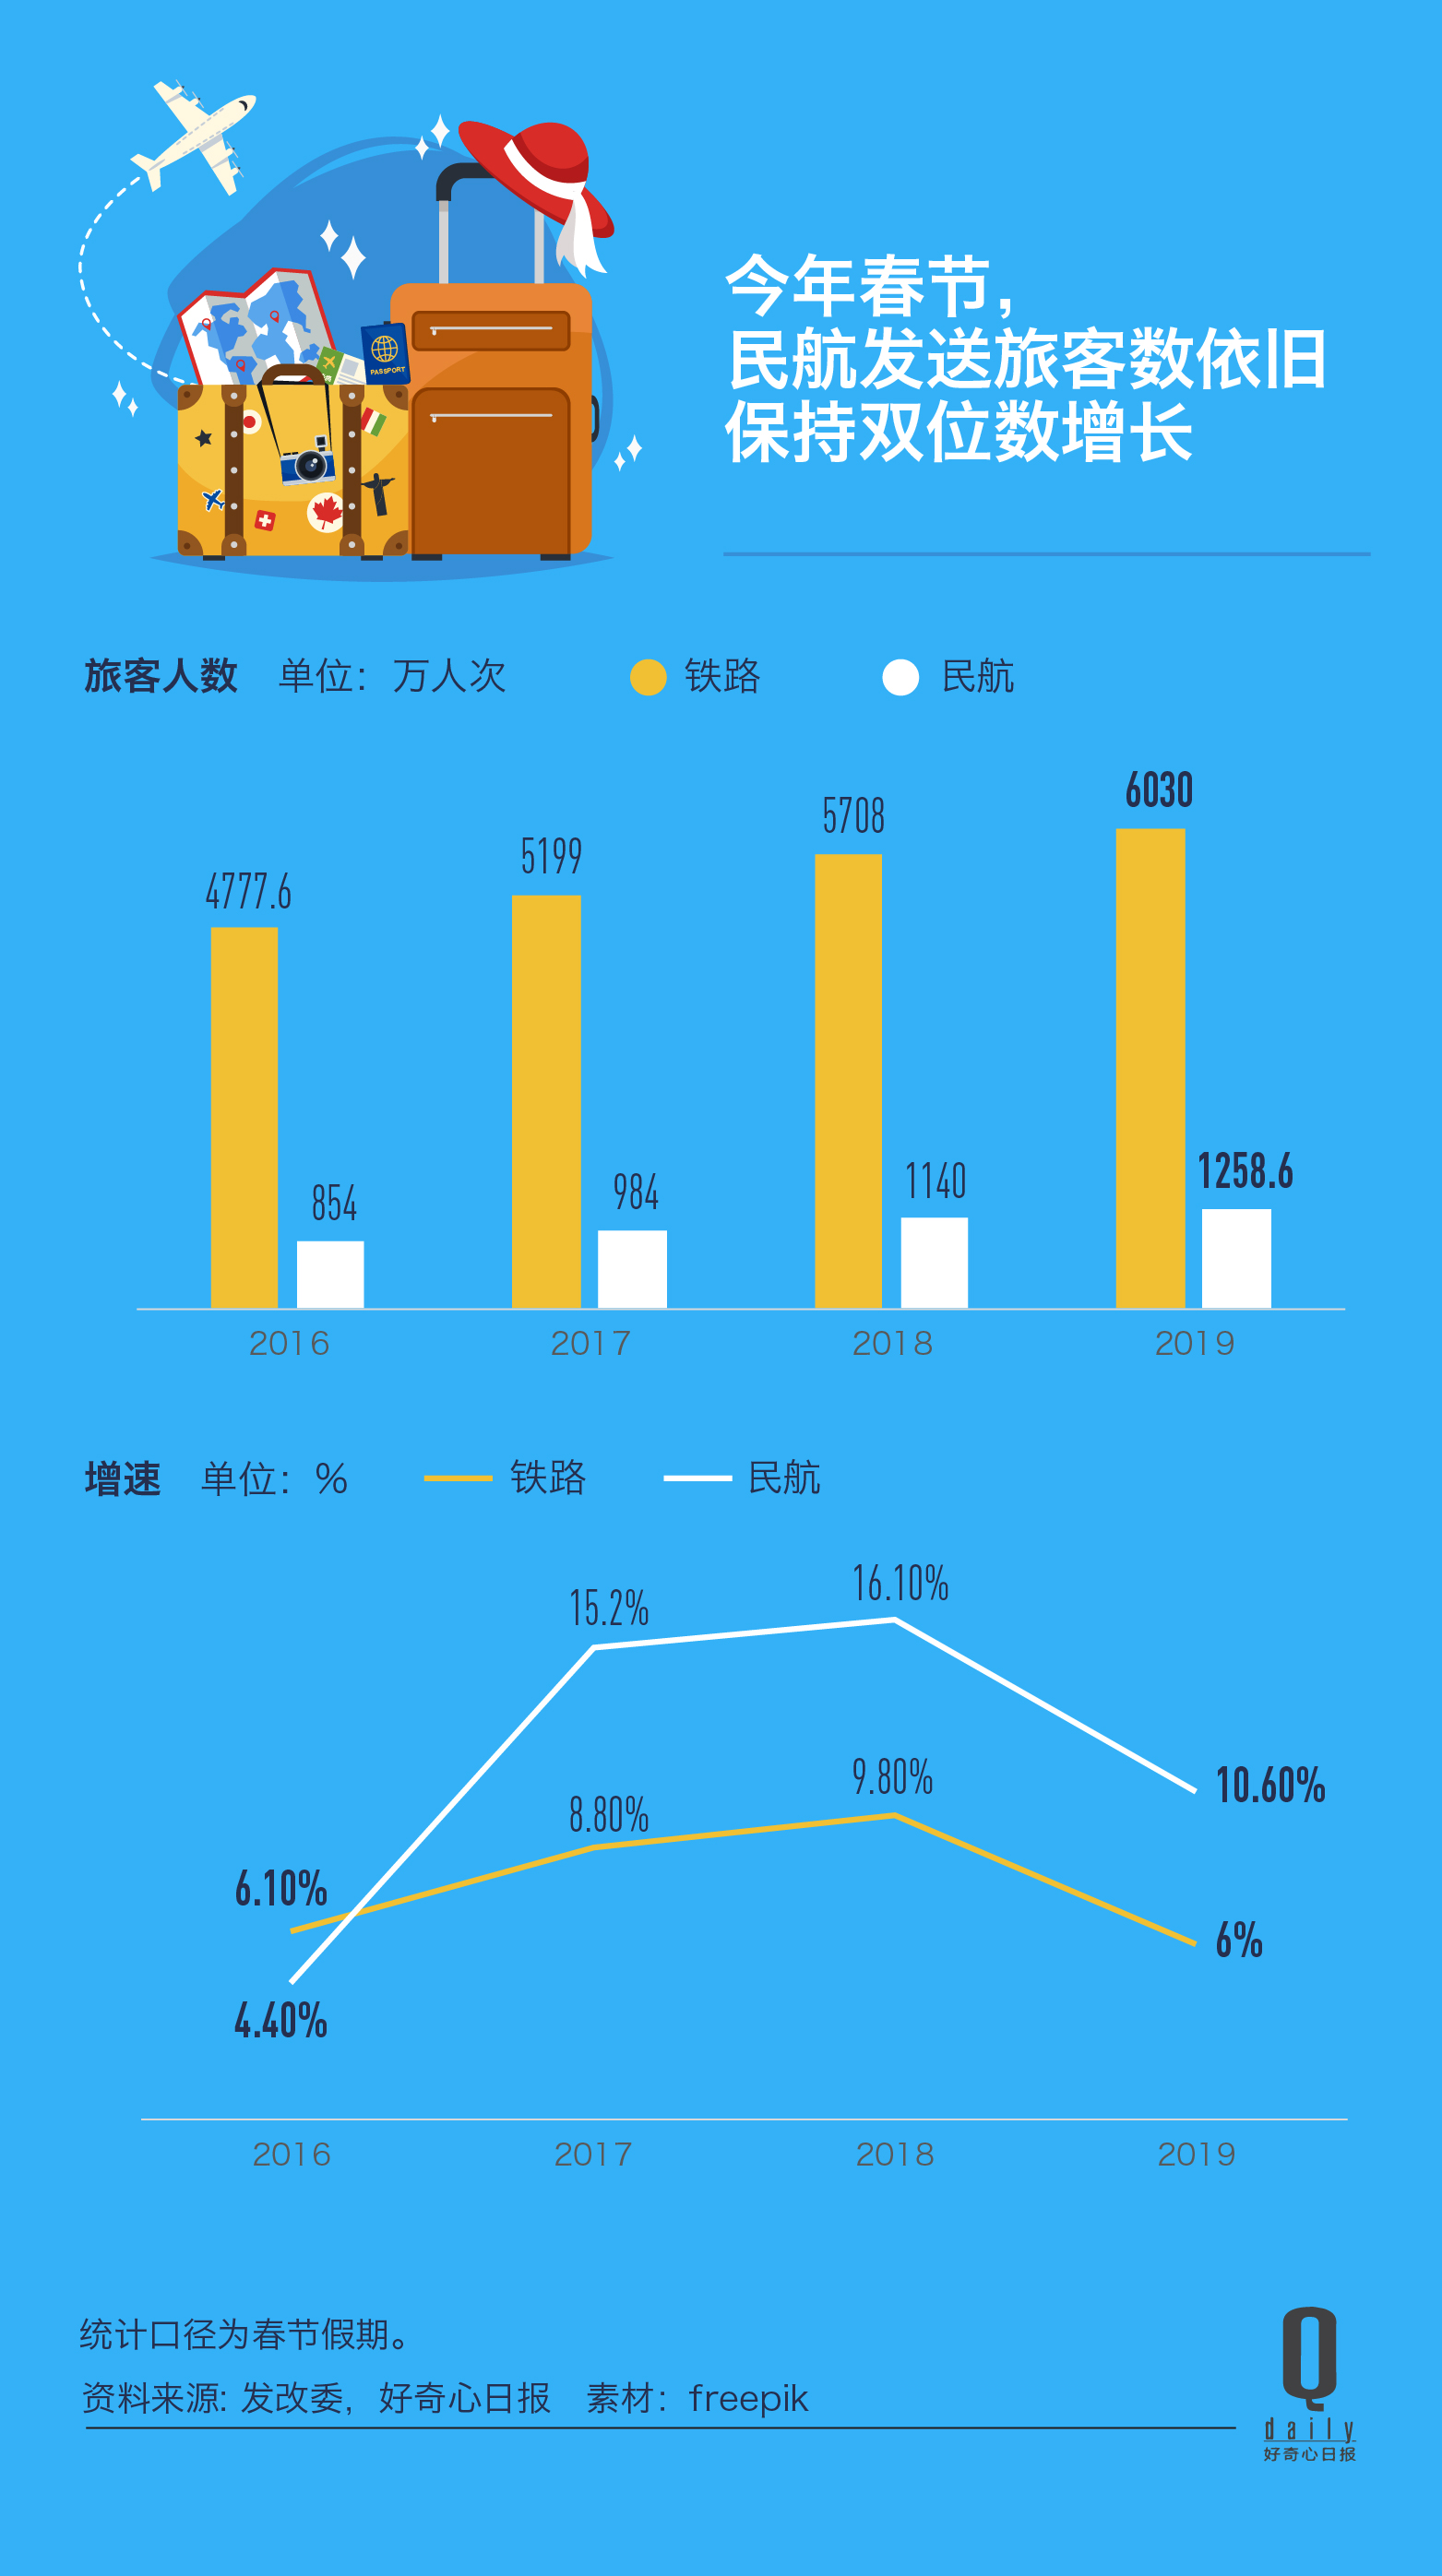 PASSPORT
今年春节，
民航发送旅客数依旧
保持双位数增长
旅客人数 单位：万人次 铁路 民航
4777.6 5199 5708 6030
854 984 1140 1258.6
2016 2017 2018 2019
增速 单位：% 铁路 民航
15.2% 16.10%
8.80% 9.80% 10.60%
6.10% 6%
4.40%
2016 2017 2018 2019
统计口径为春节假期。
资料来源：发改委，好奇心日报 素材：freepik
Q
daily
好奇心日报